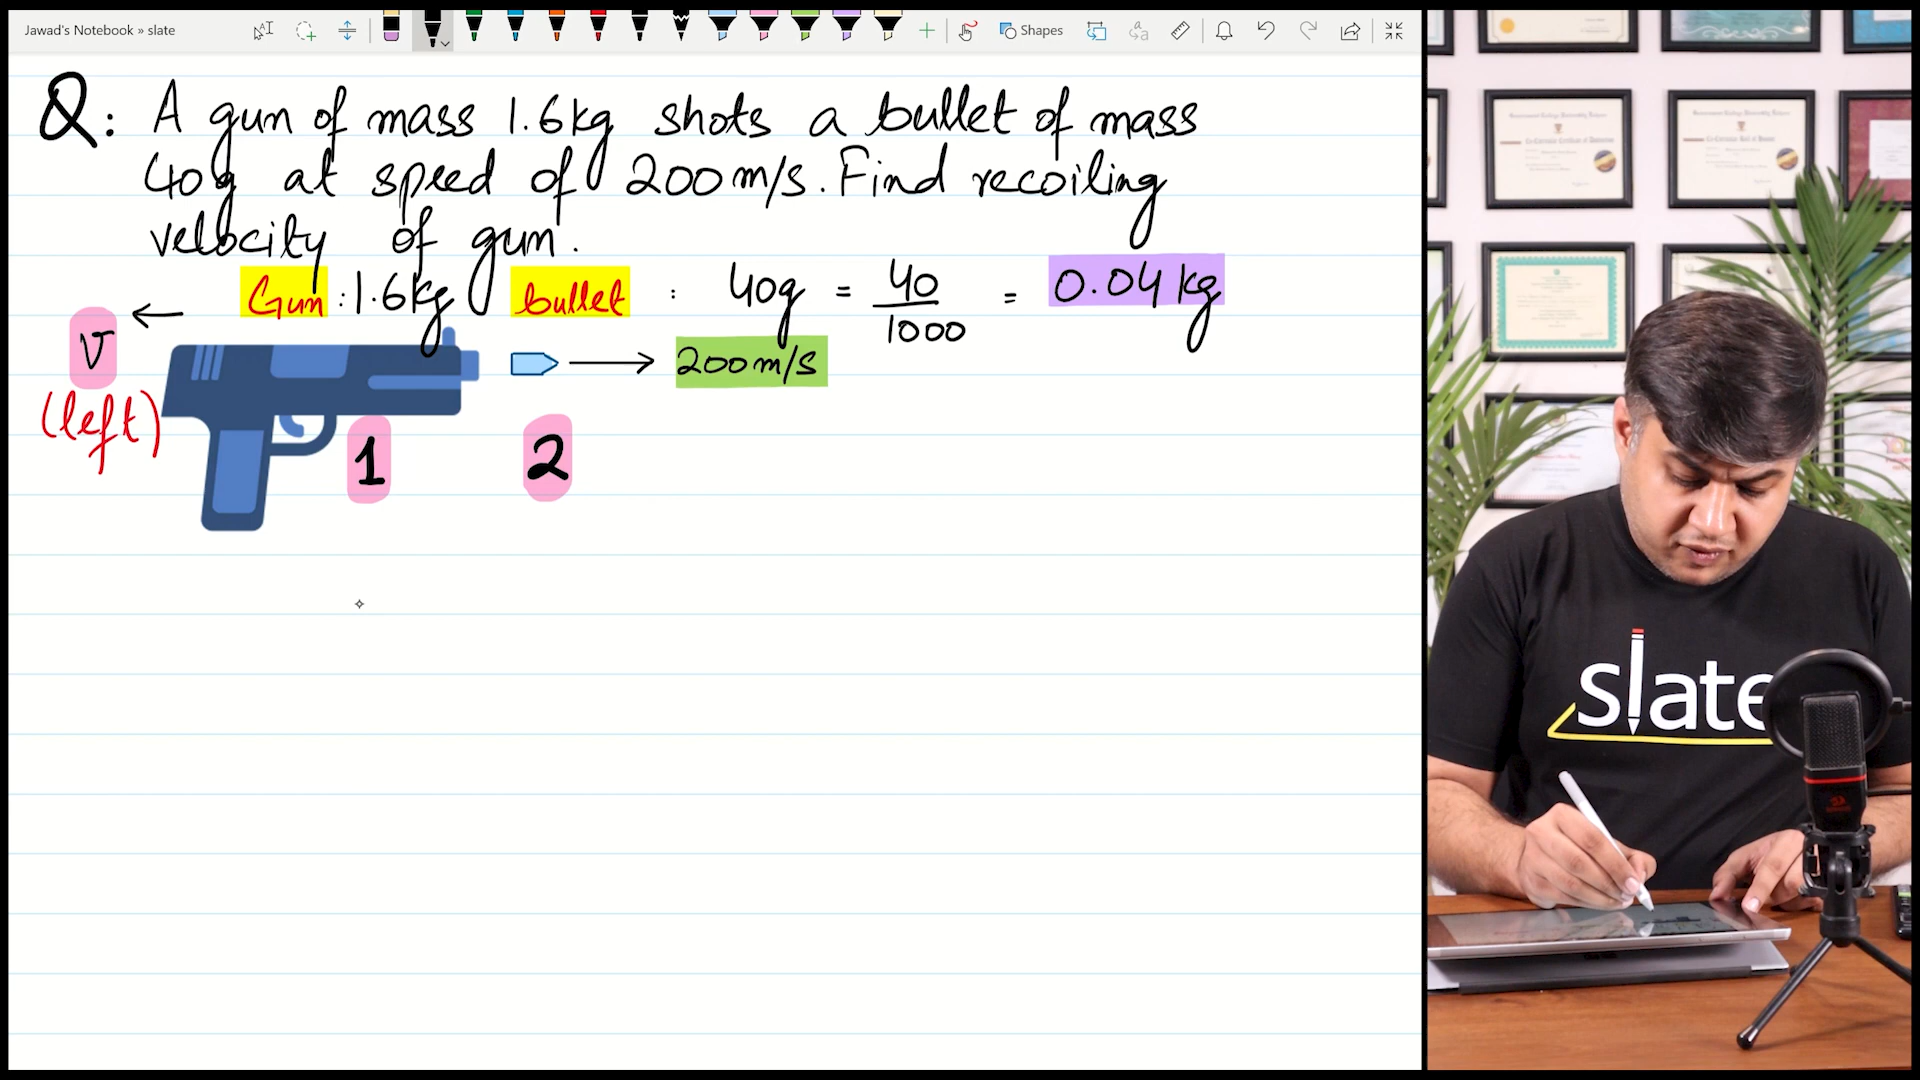 Jawad's Notebook » slate
Shapes
Q: A gun of mass 1.6kg shots a bullet of mass
40g at speed of 200m/s. Find recoiling
velocity of gun.
Gun : 1.6kg bullet : 40g = 40/1000 = 0.04 kg
v
200m/s
(left)
1 2
slate